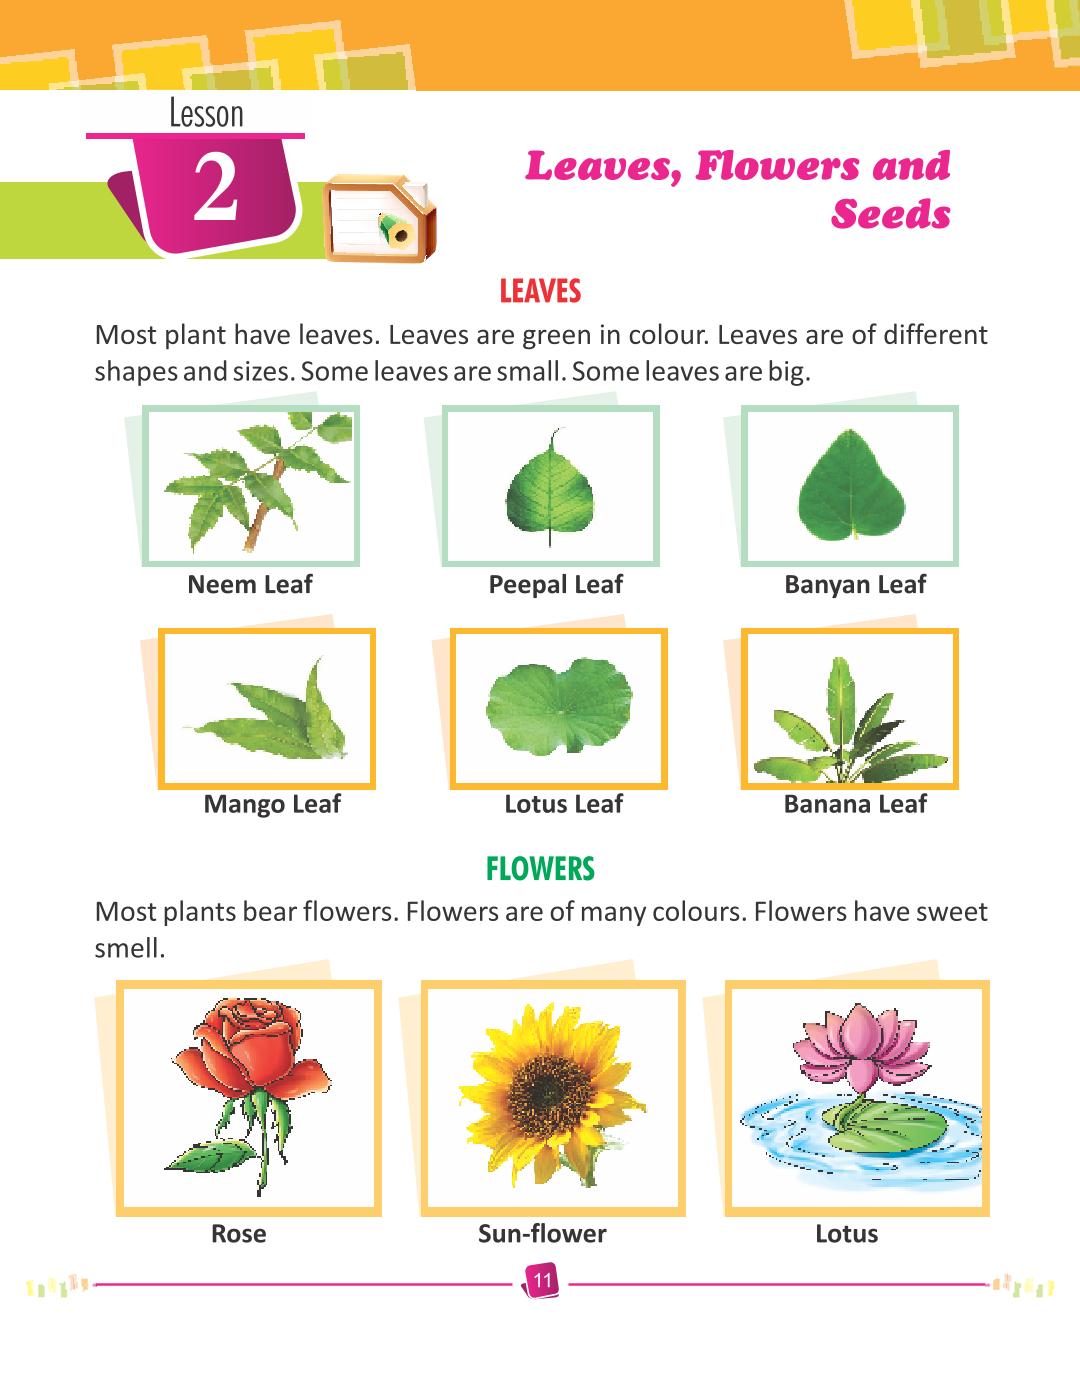 Lesson
2
Leaves, Flowers and
Seeds
LEAVES
Most plant have leaves. Leaves are green in colour. Leaves are of different
shapes and sizes. Some leaves are small. Some leaves are big.
Neem Leaf
Peepal Leaf
Banyan Leaf
Mango Leaf
Lotus Leaf
Banana Leaf
FLOWERS
Most plants bear flowers. Flowers are of many colours. Flowers have sweet
smell.
Rose
Sun-flower
Lotus
11